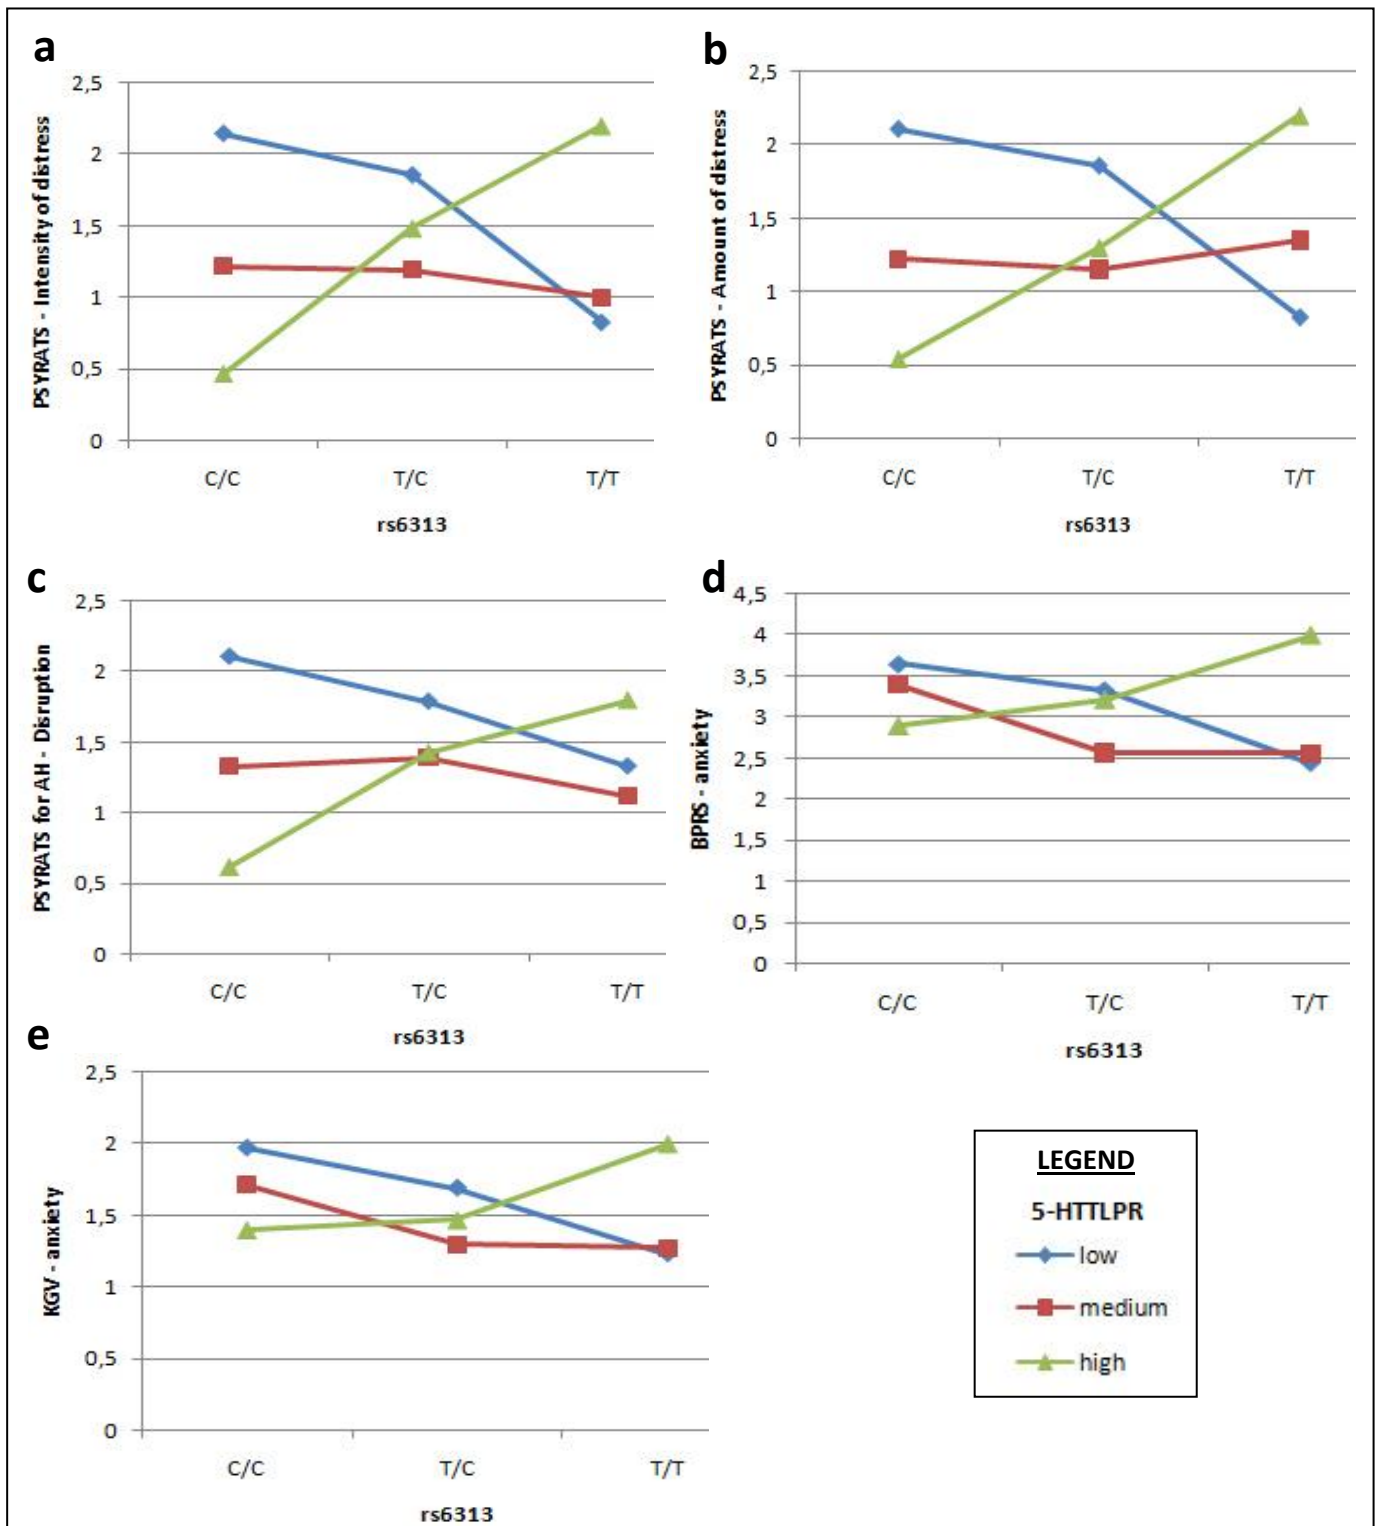 a
PSYRATS - Intensity of distress
2,5
2
1,5
1
0,5
0
C/C T/C T/T
rs6313
b
PSYRATS - Amount of distress
2,5
2
1,5
1
0,5
0
C/C T/C T/T
rs6313
c
PSYRATS for AH - Disruption
2,5
2
1,5
1
0,5
0
C/C T/C T/T
rs6313
d
BPRS - anxiety
4,5
4
3,5
3
2,5
2
1,5
1
0,5
0
C/C T/C T/T
rs6313
e
KGV - anxiety
2,5
2
1,5
1
0,5
0
C/C T/C T/T
rs6313
LEGEND
5-HTTLPR
low
medium
high